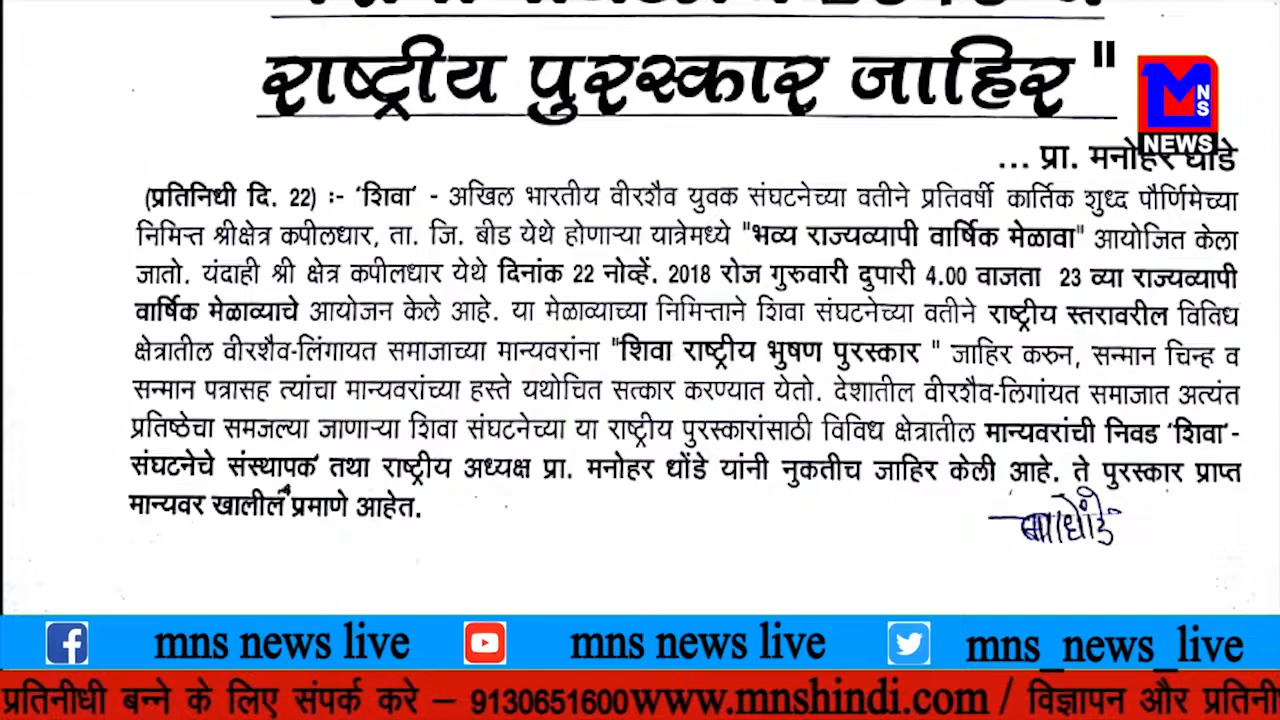 राष्ट्रीय पुरस्कार जाहिर "
MNS
NEWS
... प्रा. मनोहर धोंडे
(प्रतिनिधी दि. 22) :- ‘शिवा’ - अखिल भारतीय वीरशैव युवक संघटनेच्या वतीने प्रतिवर्षी कार्तिक शुध्द पौर्णिमेच्या
निमित्त श्रीक्षेत्र कपीलधार, ता. जि. बीड येथे होणाऱ्या यात्रेमध्ये "भव्य राज्यव्यापी वार्षिक मेळावा" आयोजित केला
जातो. यंदाही श्री क्षेत्र कपीलधार येथे दिनांक 22 नोव्हें. 2018 रोज गुरूवारी दुपारी 4.00 वाजता 23 व्या राज्यव्यापी
वार्षिक मेळाव्याचे आयोजन केले आहे. या मेळाव्याच्या निमित्ताने शिवा संघटनेच्या वतीने राष्ट्रीय स्तरावरील विविध
क्षेत्रातील वीरशैव-लिंगायत समाजाच्या मान्यवरांना "शिवा राष्ट्रीय भुषण पुरस्कार " जाहिर करुन, सन्मान चिन्ह व
सन्मान पत्रासह त्यांचा मान्यवरांच्या हस्ते यथोचित सत्कार करण्यात येतो. देशातील वीरशैव-लिगांयत समाजात अत्यंत
प्रतिष्ठेचा समजल्या जाणाऱ्या शिवा संघटनेच्या या राष्ट्रीय पुरस्कारांसाठी विविध क्षेत्रातील मान्यवरांची निवड ‘शिवा’-
संघटनेचे संस्थापक तथा राष्ट्रीय अध्यक्ष प्रा. मनोहर धोंडे यांनी नुकतीच जाहिर केली आहे. ते पुरस्कार प्राप्त
मान्यवर खालील प्रमाणे आहेत.
mns news live
mns news live
mns_news_live
प्रतिनीधी बन्ने के लिए संपर्क करे – 9130651600www.mnshindi.com / विज्ञापन और प्रतिनी